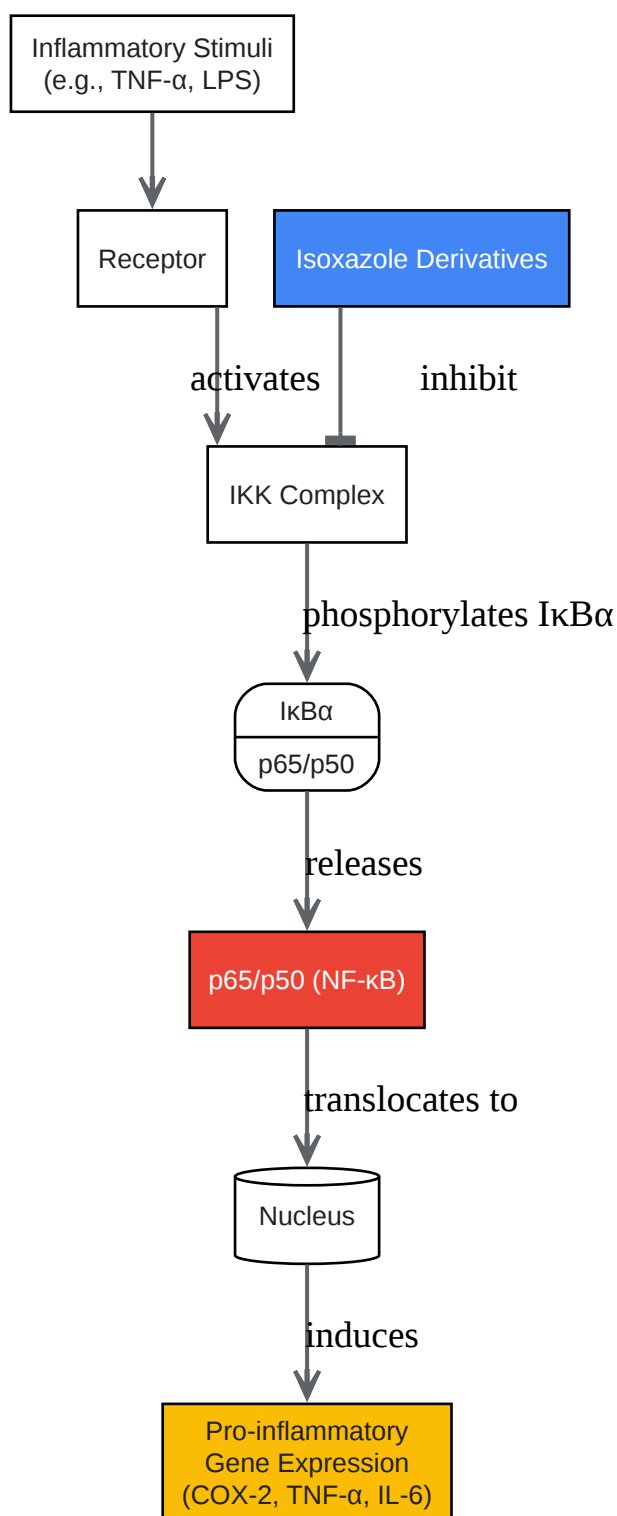 Inflammatory Stimuli
(e.g., TNF-α, LPS)
Receptor
Isoxazole Derivatives
activates
inhibit
IKK Complex
phosphorylates IκBα
IκBα
p65/p50
releases
p65/p50 (NF-κB)
translocates to
Nucleus
induces
Pro-inflammatory
Gene Expression
(COX-2, TNF-α, IL-6)